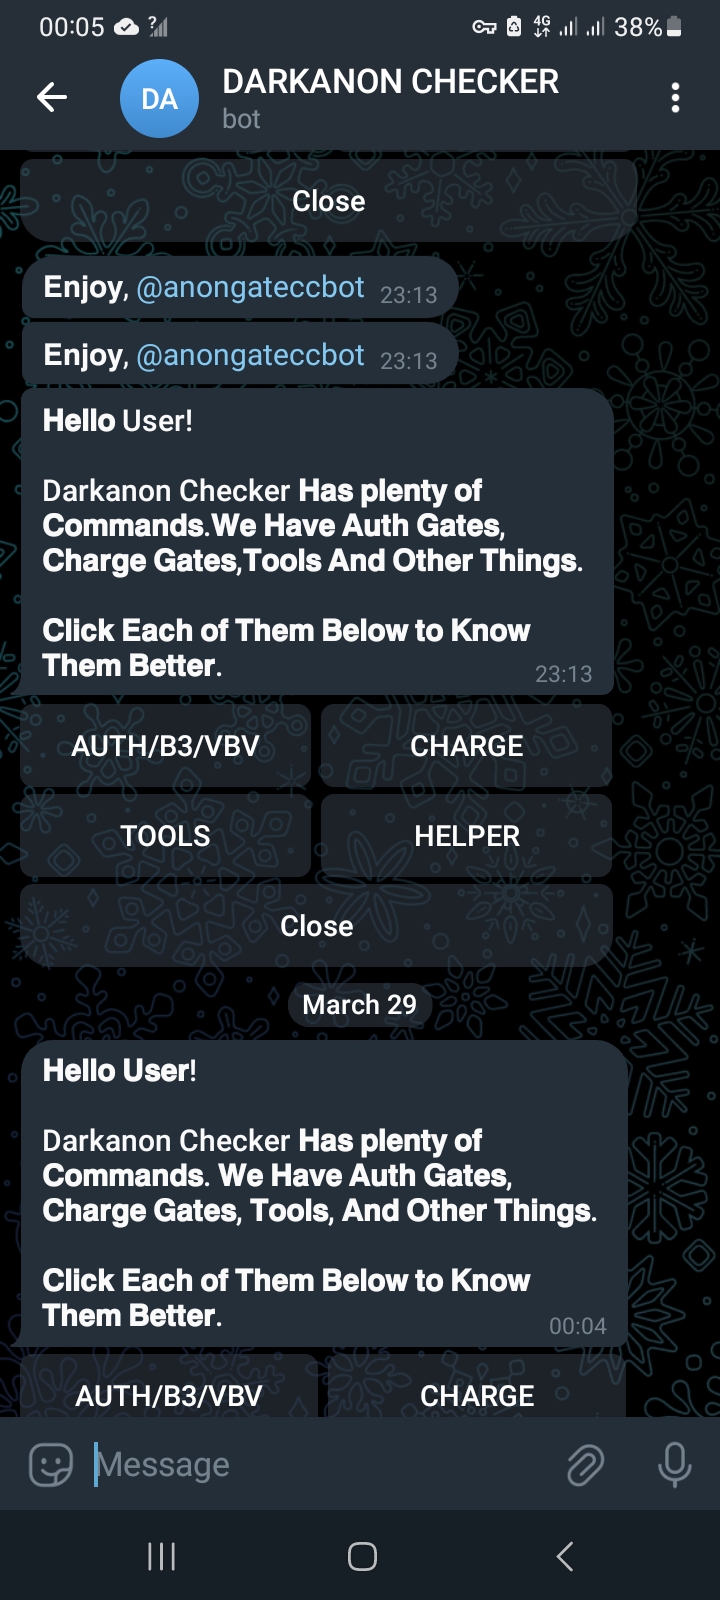 00:05 ? 4G 38%
DA DARKANON CHECKER
bot
Close
Enjoy, @anongateccbot 23:13
Enjoy, @anongateccbot 23:13
Hello User!
Darkanon Checker Has plenty of
Commands.We Have Auth Gates,
Charge Gates,Tools And Other Things.
Click Each of Them Below to Know
Them Better. 23:13
AUTH/B3/VBV CHARGE
TOOLS HELPER
Close
March 29
Hello User!
Darkanon Checker Has plenty of
Commands. We Have Auth Gates,
Charge Gates, Tools, And Other Things.
Click Each of Them Below to Know
Them Better. 00:04
AUTH/B3/VBV CHARGE
Message